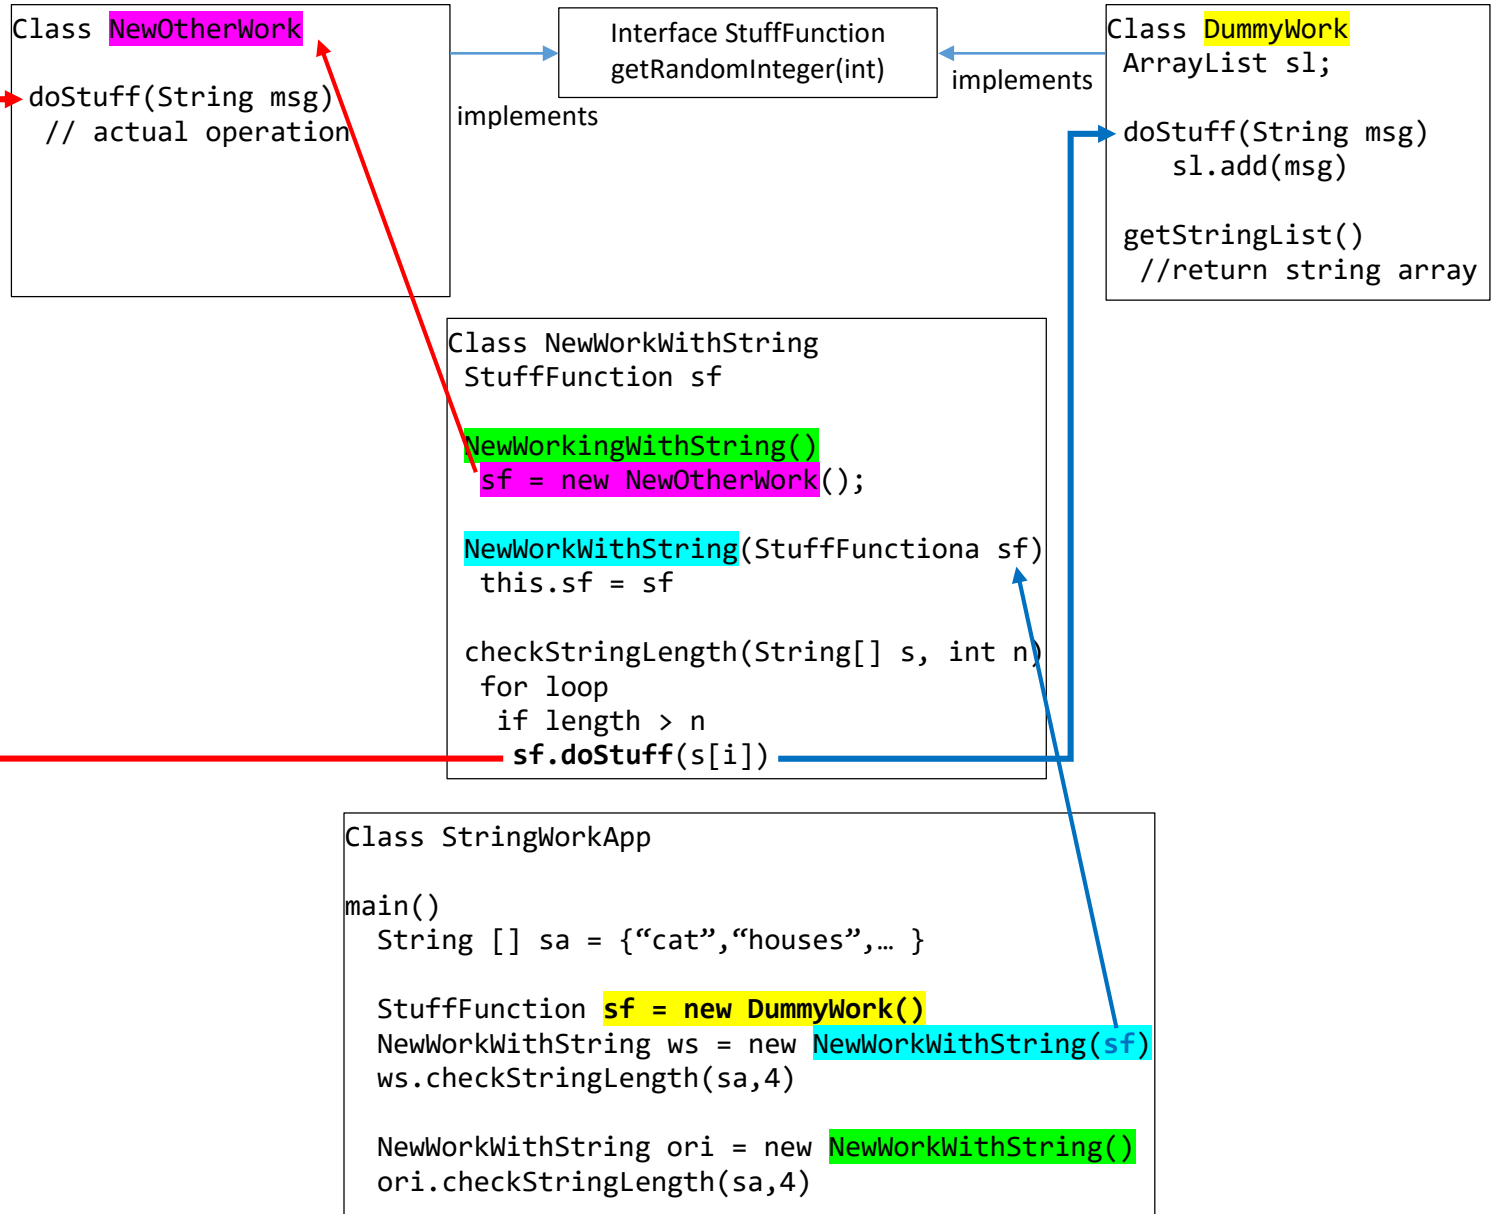 Class NewOtherWork
doStuff(String msg)
// actual operation
implements
Interface StuffFunction
getRandomInteger(int)
implements
Class DummyWork
ArrayList sl;
doStuff(String msg)
sl.add(msg)
getStringList()
//return string array
Class NewWorkWithString
StuffFunction sf
NewWorkingWithString()
sf = new NewOtherWork();
NewWorkWithString(StuffFunctiona sf)
this.sf = sf
checkStringLength(String[] s, int n)
for loop
if length > n
sf.doStuff(s[i])
Class StringWorkApp
main()
String [] sa = {“cat”,“houses”,… }
StuffFunction sf = new DummyWork()
NewWorkWithString ws = new NewWorkWithString(sf)
ws.checkStringLength(sa,4)
NewWorkWithString ori = new NewWorkWithString()
ori.checkStringLength(sa,4)